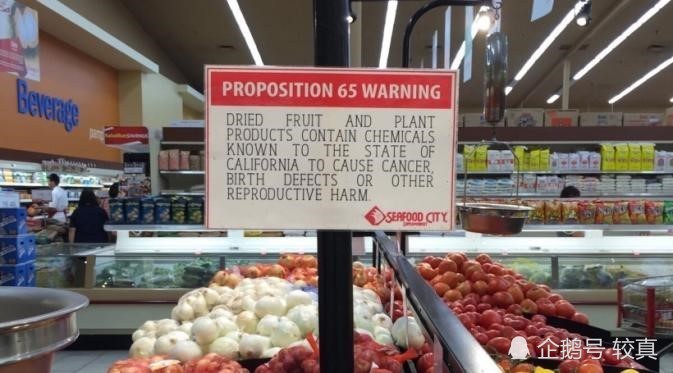 Beverage
PROPOSITION 65 WARNING
DRIED FRUIT AND PLANT
PRODUCTS CONTAIN CHEMICALS
KNOWN TO THE STATE OF
CALIFORNIA TO CAUSE CANCER,
BIRTH DEFECTS OR OTHER
REPRODUCTIVE HARM.
SEAFOOD CITY
SUPERMARKET
企鹅号 较真